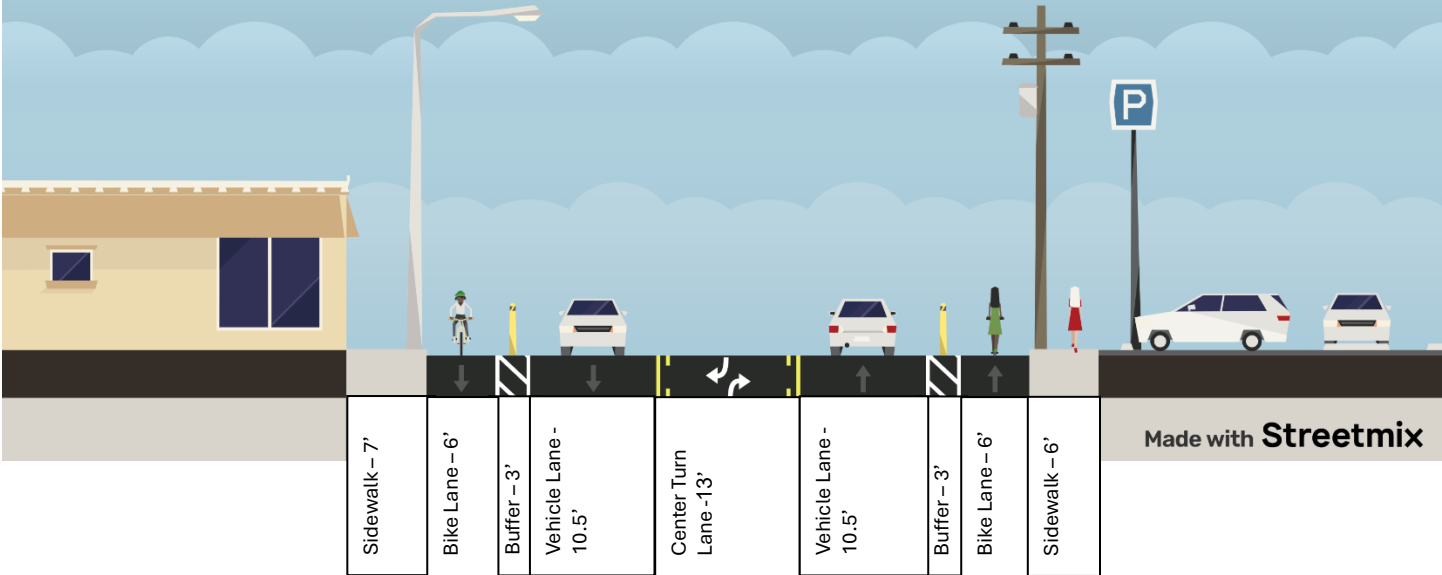 P
Made with Streetmix
Sidewalk – 7’
Bike Lane – 6’
Buffer – 3’
Vehicle Lane -
10.5’
Center Turn
Lane -13’
Vehicle Lane -
10.5’
Buffer – 3’
Bike Lane – 6’
Sidewalk – 6’